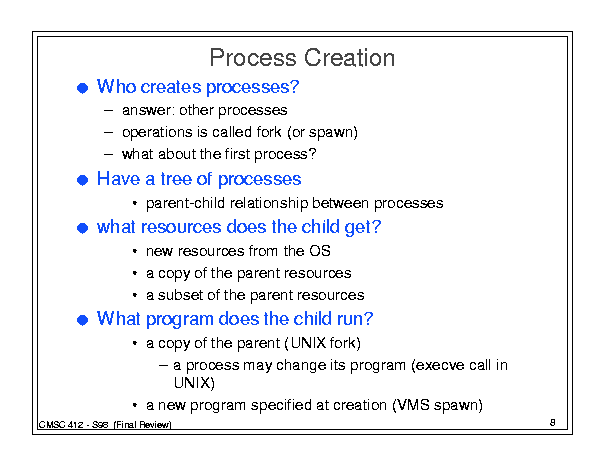 Process Creation
● Who creates processes?
– answer: other processes
– operations is called fork (or spawn)
– what about the first process?
● Have a tree of processes
• parent-child relationship between processes
● what resources does the child get?
• new resources from the OS
• a copy of the parent resources
• a subset of the parent resources
● What program does the child run?
• a copy of the parent (UNIX fork)
– a process may change its program (execve call in
UNIX)
• a new program specified at creation (VMS spawn)
CMSC 412 - S98 (Final Review)
8